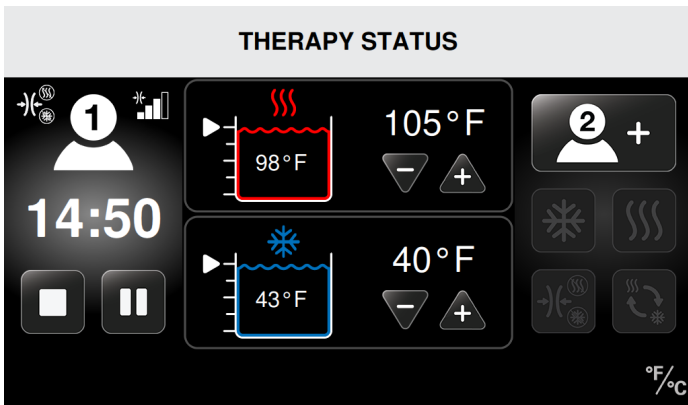 THERAPY STATUS
1
14:50
98°F
105°F
43°F
40°F
2 +
°F/°C